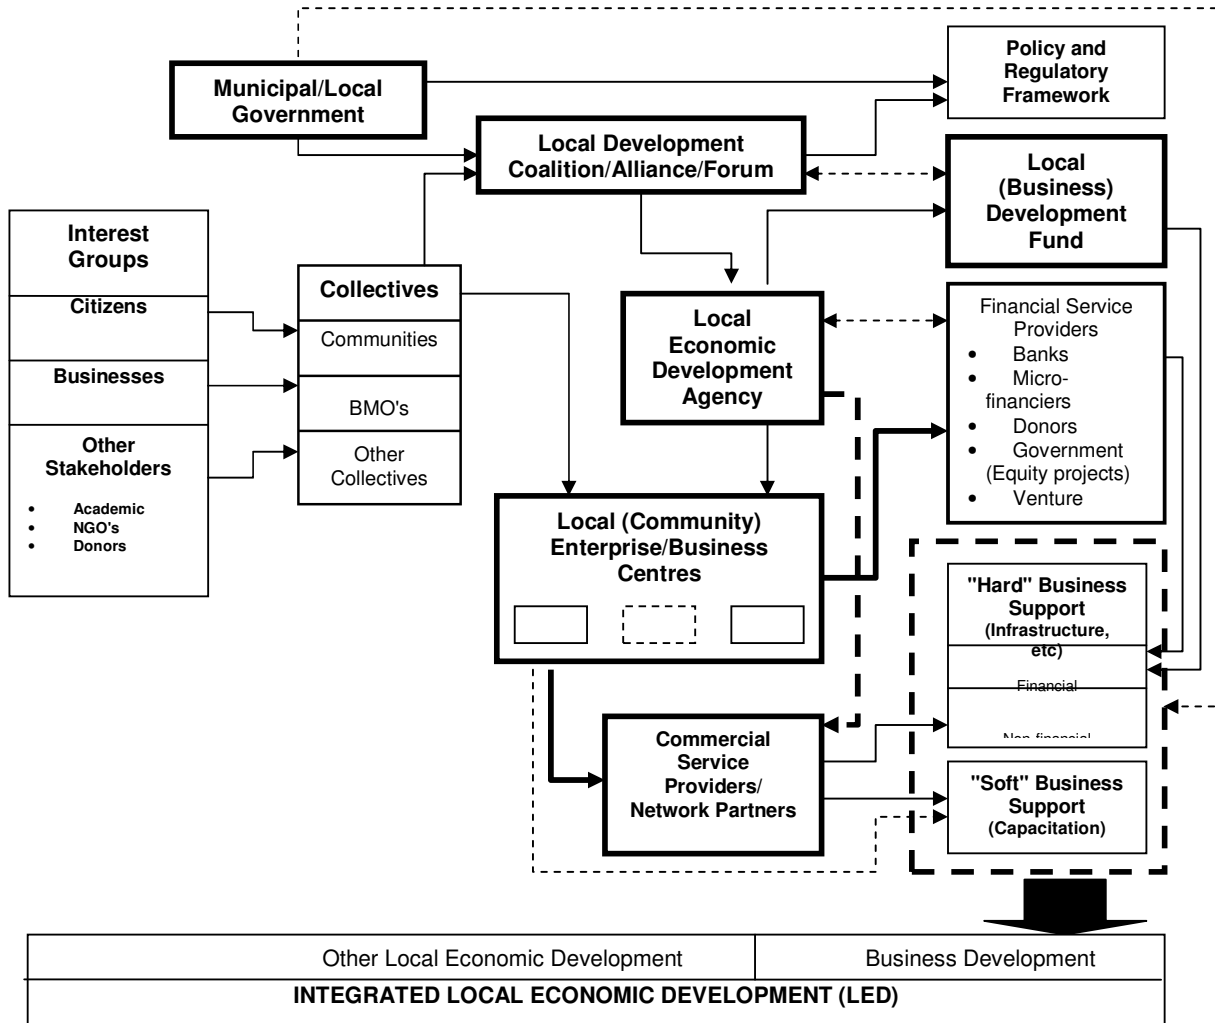 Policy and
Regulatory
Framework
Municipal/Local
Government
Local Development
Coalition/Alliance/Forum
Local
(Business)
Development
Fund
Interest
Groups
Citizens
Businesses
Other
Stakeholders
• Academic
• NGO's
• Donors
Collectives
Communities
BMO's
Other
Collectives
Local
Economic
Development
Agency
Financial Service
Providers
• Banks
• Micro-
financiers
• Donors
• Government
(Equity projects)
• Venture
Local (Community)
Enterprise/Business
Centres
"Hard" Business
Support
(Infrastructure,
etc)
Financial
Non-financial
Commercial
Service
Providers/
Network Partners
"Soft" Business
Support
(Capacitation)
Other Local Economic Development
Business Development
INTEGRATED LOCAL ECONOMIC DEVELOPMENT (LED)